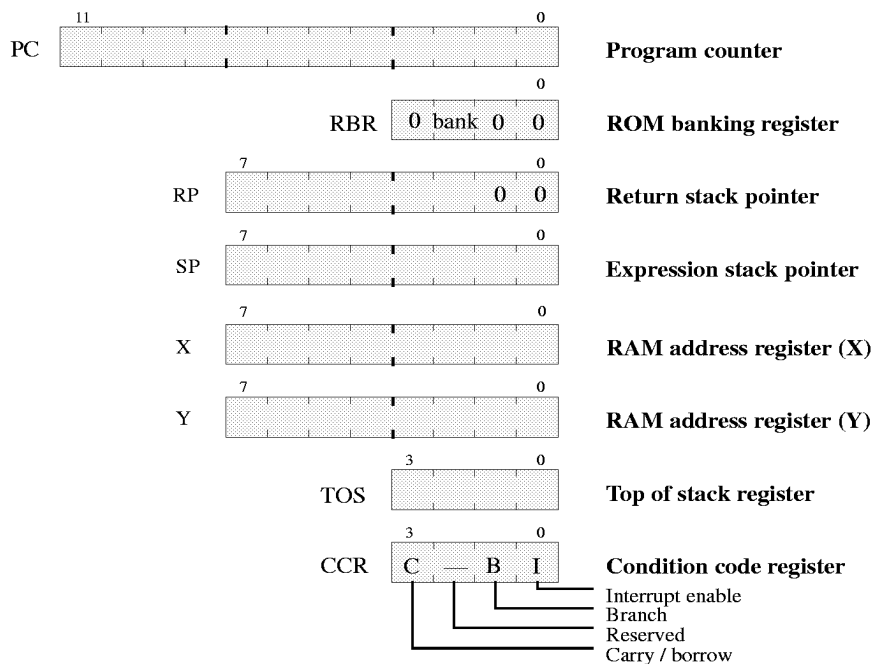 11 0
PC Program counter
0
RBR 0 bank 0 0 ROM banking register
7 0
RP 0 0 Return stack pointer
7 0
SP Expression stack pointer
7 0
X RAM address register (X)
7 0
Y RAM address register (Y)
3 0
TOS Top of stack register
3 0
CCR C — B I Condition code register
Interrupt enable
Branch
Reserved
Carry / borrow